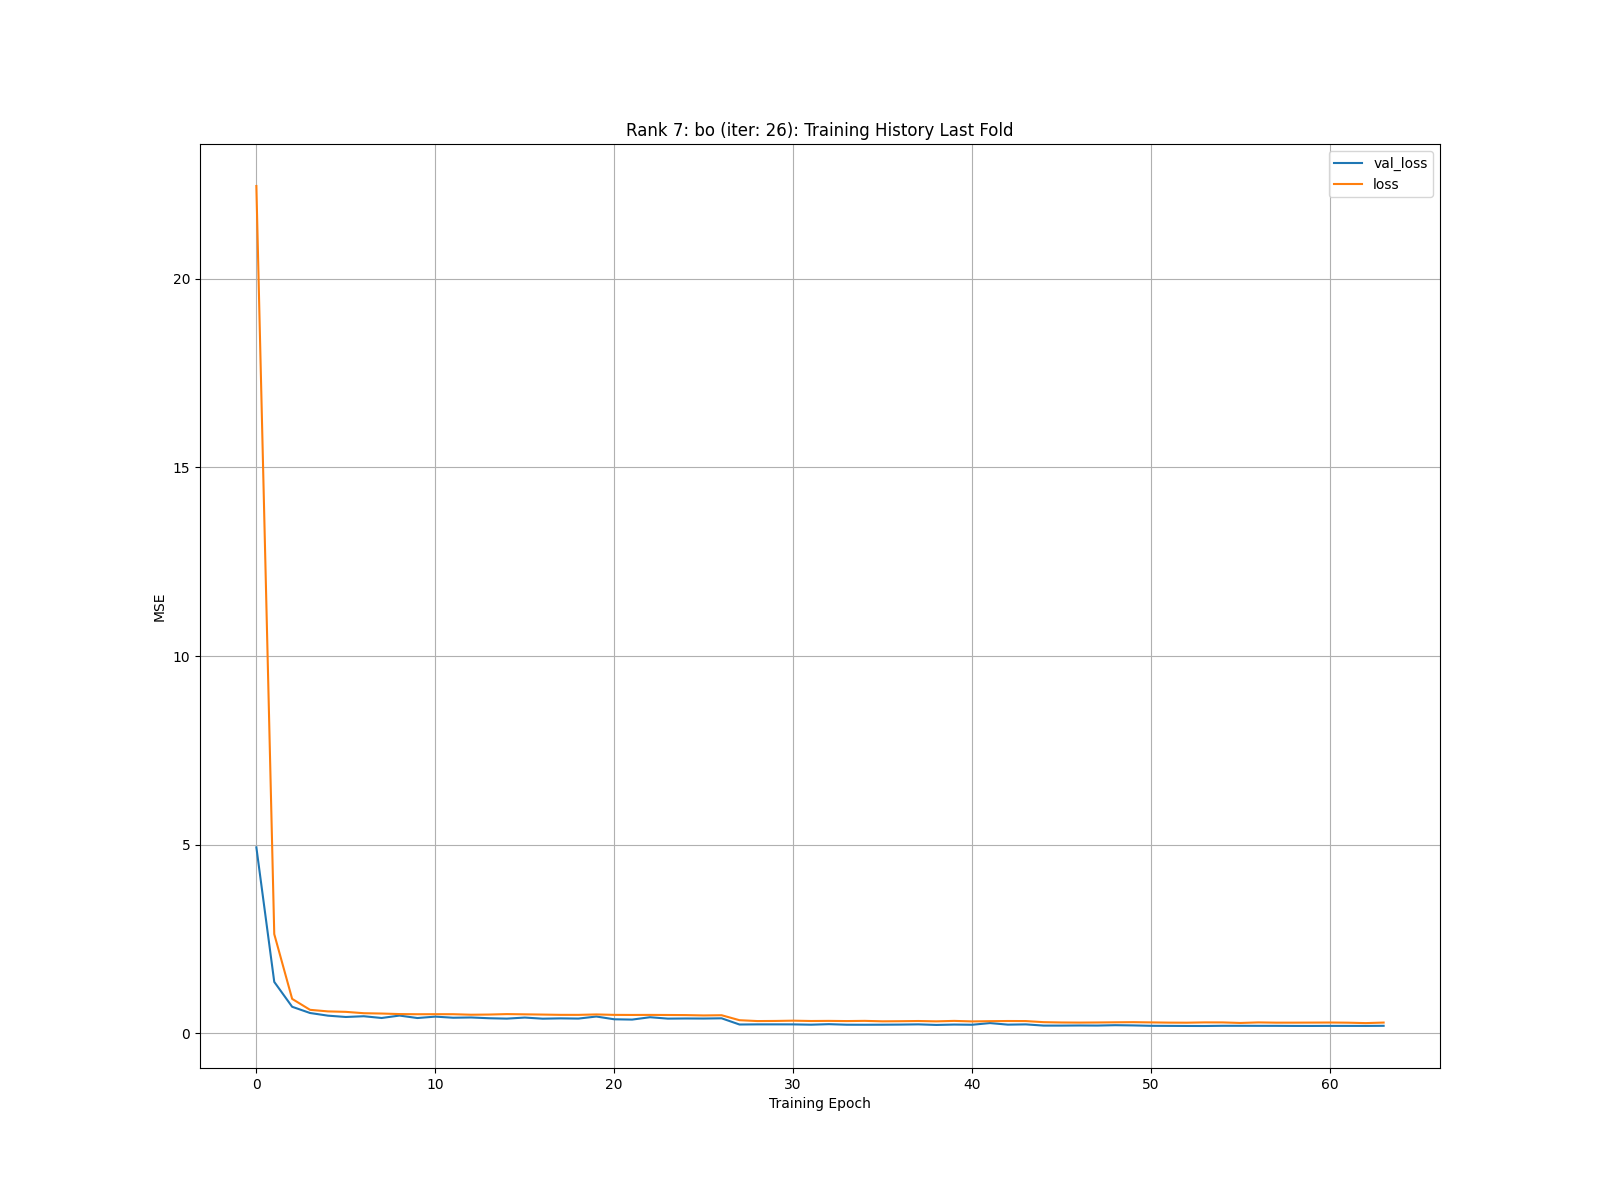 Rank 7: bo (iter: 26): Training History Last Fold
val_loss
loss
MSE
20
15
10
5
0
0 10 20 30 40 50 60
Training Epoch